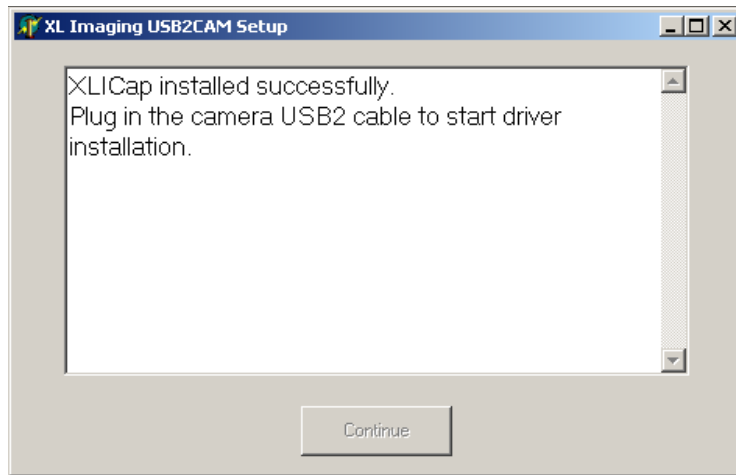 XL Imaging USB2CAM Setup
XLICap installed successfully.
Plug in the camera USB2 cable to start driver
installation.
Continue